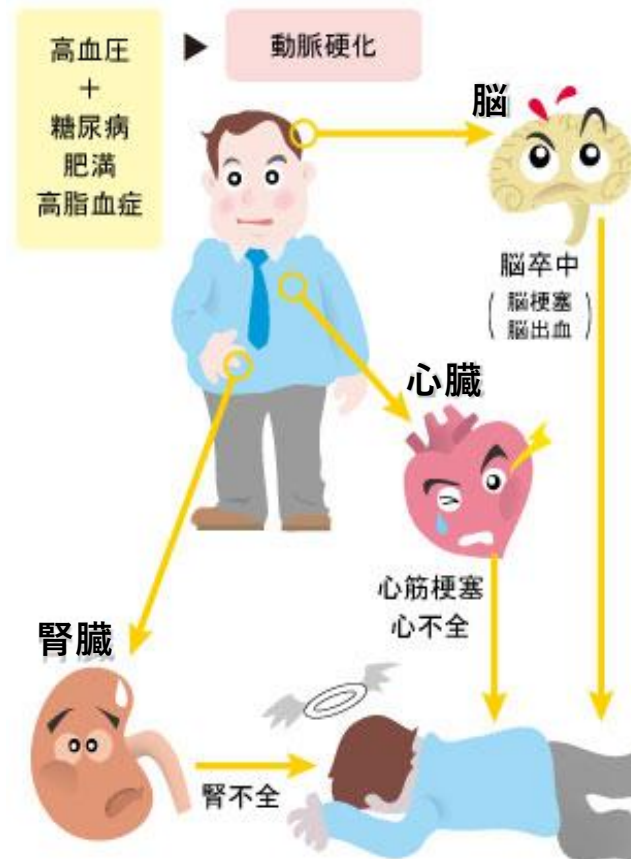 高血圧
+
糖尿病
肥満
高脂血症
▶
動脈硬化
脳
脳卒中
(脳梗塞
脳出血)
心臓
心筋梗塞
心不全
腎臓
腎不全